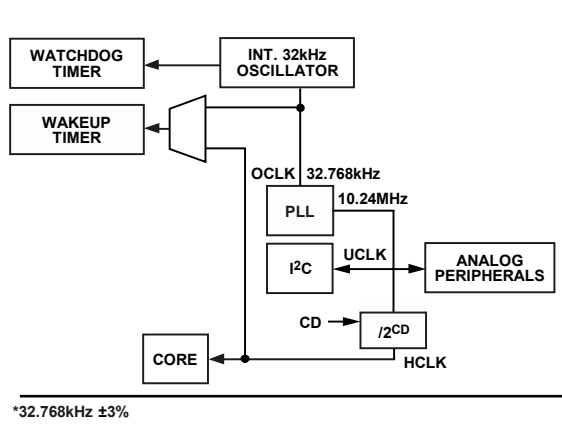 WATCHDOG
TIMER
INT. 32kHz
OSCILLATOR
WAKEUP
TIMER
OCLK 32.768kHz
10.24MHz
PLL
UCLK
I²C
ANALOG
PERIPHERALS
CD
/2ᶜᴰ
CORE
HCLK
*32.768kHz ±3%